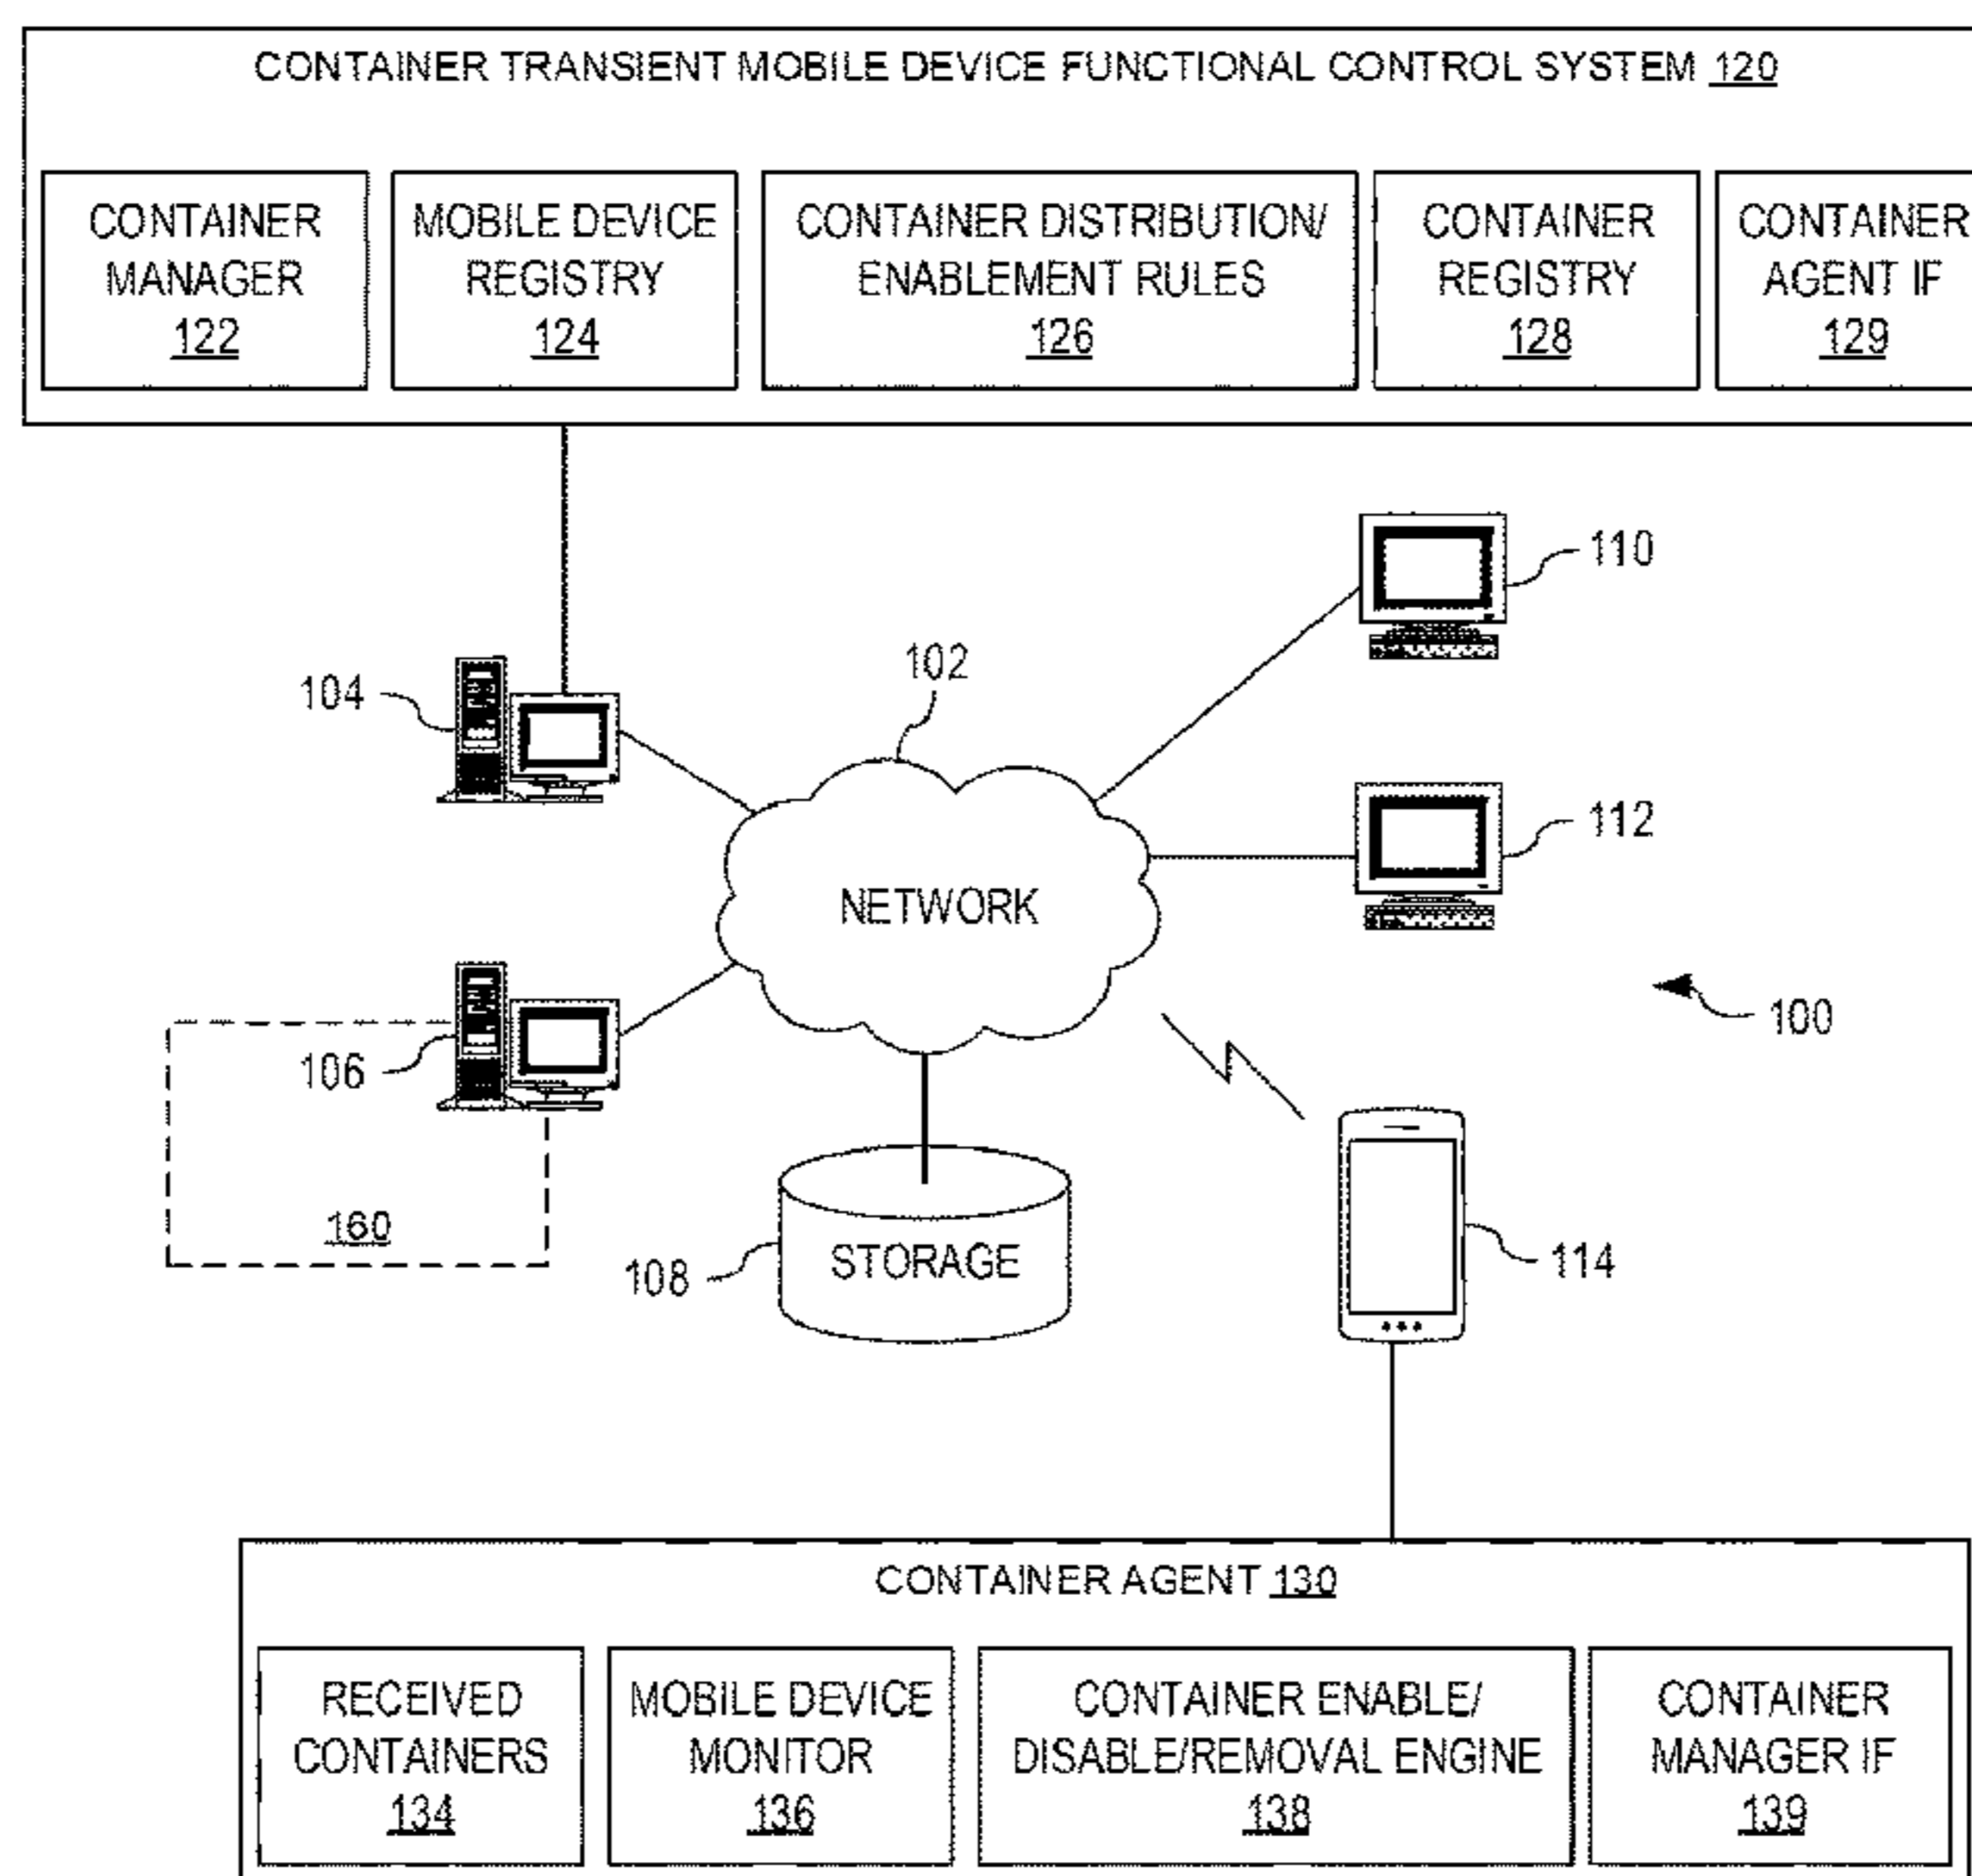 CONTAINER TRANSIENT MOBILE DEVICE FUNCTIONAL CONTROL SYSTEM 120
CONTAINER
MANAGER
122
MOBILE DEVICE
REGISTRY
124
CONTAINER DISTRIBUTION/
ENABLEMENT RULES
126
CONTAINER
REGISTRY
128
CONTAINER
AGENT IF
129
110
102
104
112
NETWORK
100
106
160
108
STORAGE
114
CONTAINER AGENT 130
RECEIVED
CONTAINERS
134
MOBILE DEVICE
MONITOR
136
CONTAINER ENABLE/
DISABLE/REMOVAL ENGINE
138
CONTAINER
MANAGER IF
139